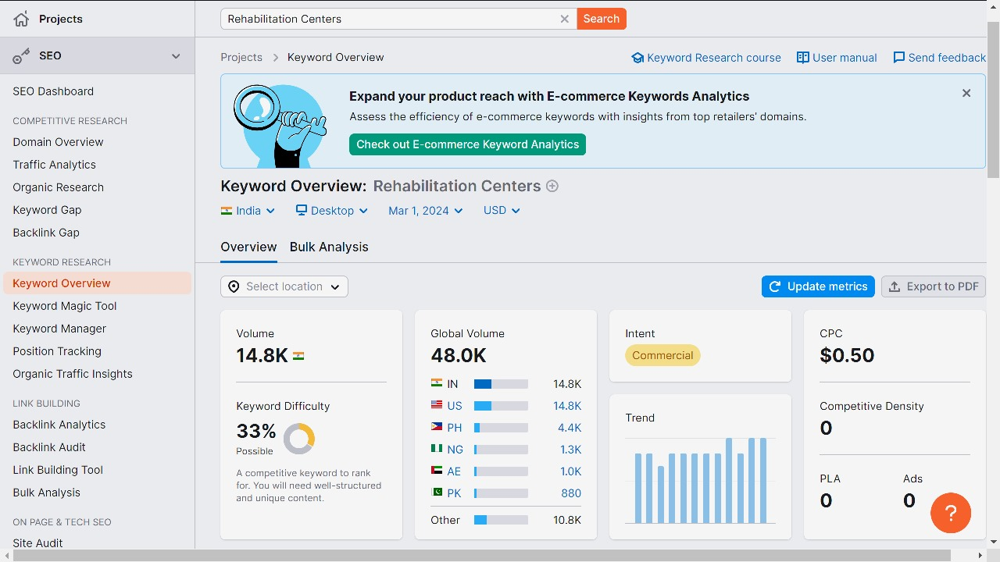 Projects
SEO
SEO Dashboard
COMPETITIVE RESEARCH
Domain Overview
Traffic Analytics
Organic Research
Keyword Gap
Backlink Gap
KEYWORD RESEARCH
Keyword Overview
Keyword Magic Tool
Keyword Manager
Position Tracking
Organic Traffic Insights
LINK BUILDING
Backlink Analytics
Backlink Audit
Link Building Tool
Bulk Analysis
ON PAGE & TECH SEO
Site Audit
Rehabilitation Centers
Search
Projects > Keyword Overview
Keyword Research course
User manual
Send feedback
Expand your product reach with E-commerce Keywords Analytics
Assess the efficiency of e-commerce keywords with insights from top retailers' domains.
Check out E-commerce Keyword Analytics
Keyword Overview: Rehabilitation Centers
India
Desktop
Mar 1, 2024
USD
Overview
Bulk Analysis
Select location
Update metrics
Export to PDF
Volume
14.8K
Keyword Difficulty
33%
Possible
A competitive keyword to rank
for. You will need well-structured
and unique content.
Global Volume
48.0K
IN 14.8K
US 14.8K
PH 4.4K
NG 1.3K
AE 1.0K
PK 880
Other 10.8K
Intent
Commercial
Trend
CPC
$0.50
Competitive Density
0
PLA Ads
0 0
?